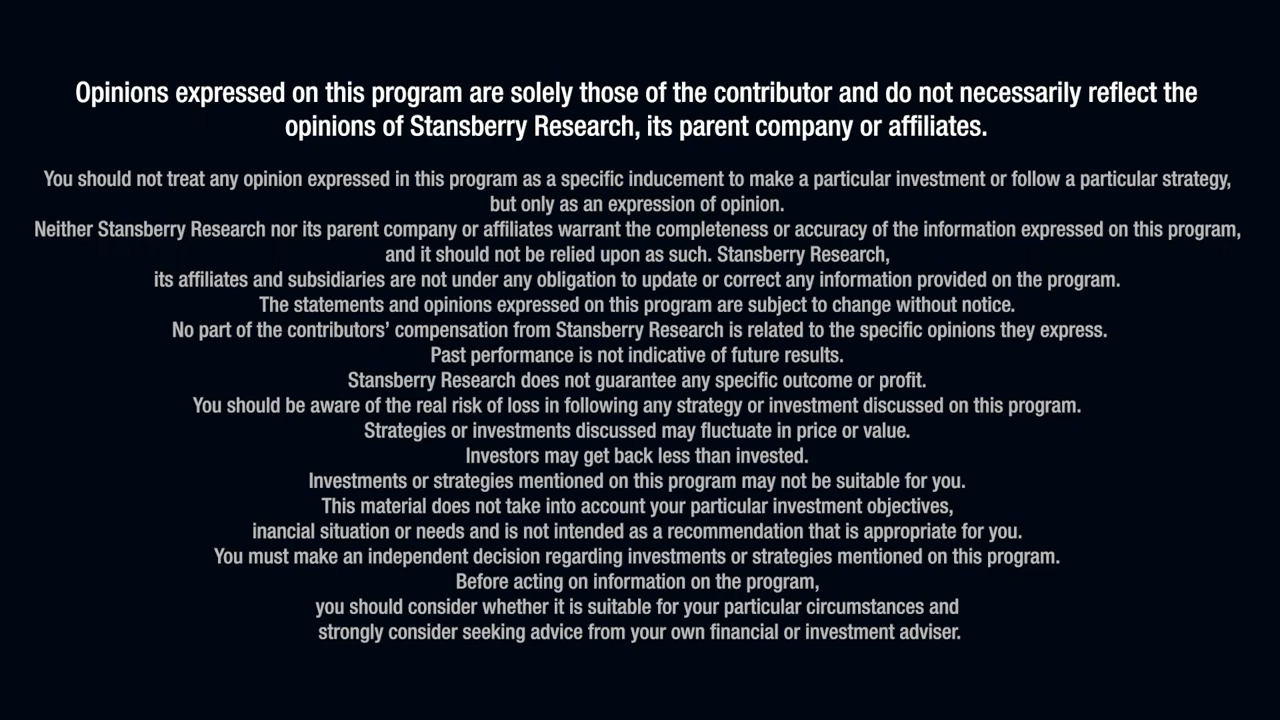 Opinions expressed on this program are solely those of the contributor and do not necessarily reflect the
opinions of Stansberry Research, its parent company or affiliates.
You should not treat any opinion expressed in this program as a specific inducement to make a particular investment or follow a particular strategy,
but only as an expression of opinion.
Neither Stansberry Research nor its parent company or affiliates warrant the completeness or accuracy of the information expressed on this program,
and it should not be relied upon as such. Stansberry Research,
its affiliates and subsidiaries are not under any obligation to update or correct any information provided on the program.
The statements and opinions expressed on this program are subject to change without notice.
No part of the contributors’ compensation from Stansberry Research is related to the specific opinions they express.
Past performance is not indicative of future results.
Stansberry Research does not guarantee any specific outcome or profit.
You should be aware of the real risk of loss in following any strategy or investment discussed on this program.
Strategies or investments discussed may fluctuate in price or value.
Investors may get back less than invested.
Investments or strategies mentioned on this program may not be suitable for you.
This material does not take into account your particular investment objectives,
inancial situation or needs and is not intended as a recommendation that is appropriate for you.
You must make an independent decision regarding investments or strategies mentioned on this program.
Before acting on information on the program,
you should consider whether it is suitable for your particular circumstances and
strongly consider seeking advice from your own financial or investment adviser.